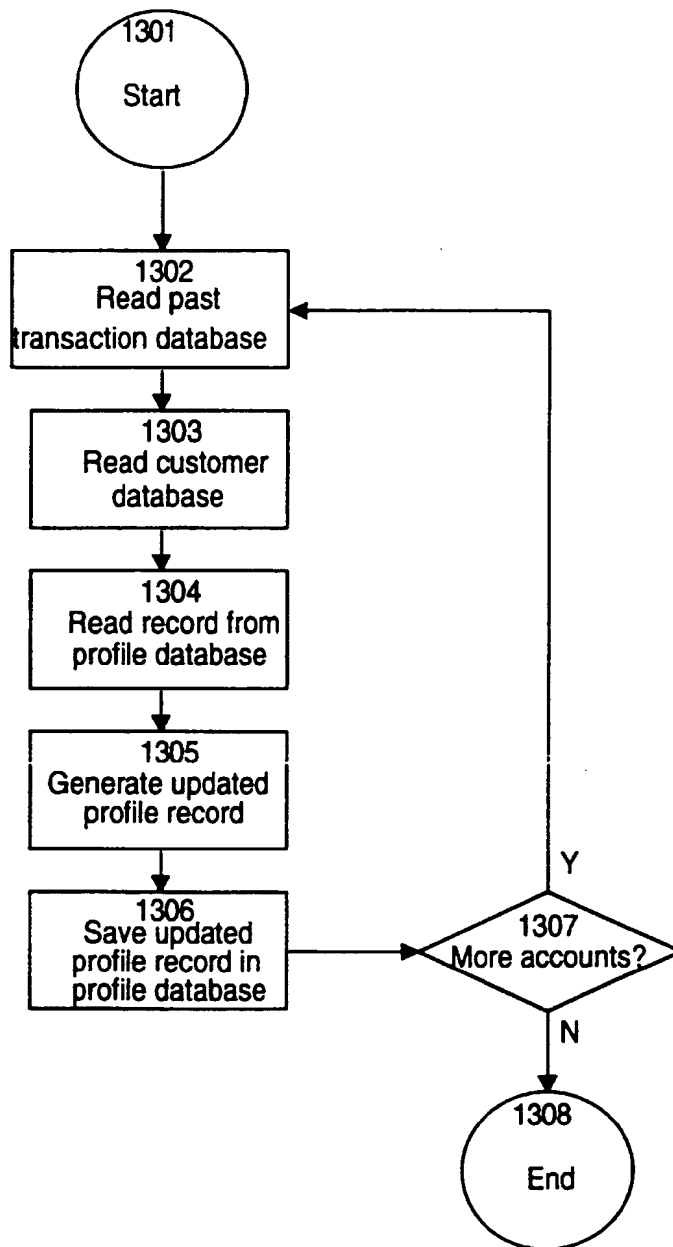 1301
Start
1302
Read past
transaction database
1303
Read customer
database
1304
Read record from
profile database
1305
Generate updated
profile record
1306
Save updated
profile record in
profile database
Y
1307
More accounts?
N
1308
End